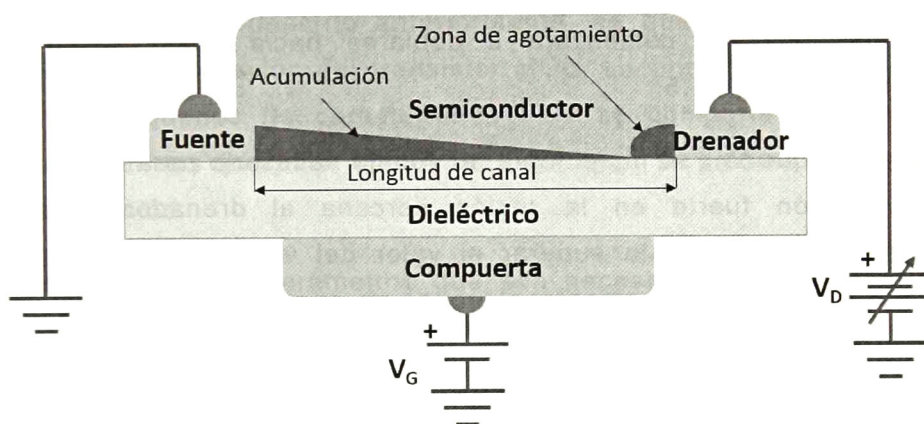 Zona de agotamiento
Acumulación
Semiconductor
Fuente
Drenador
Longitud de canal
Dieléctrico
Compuerta
+
V_G
+
V_D